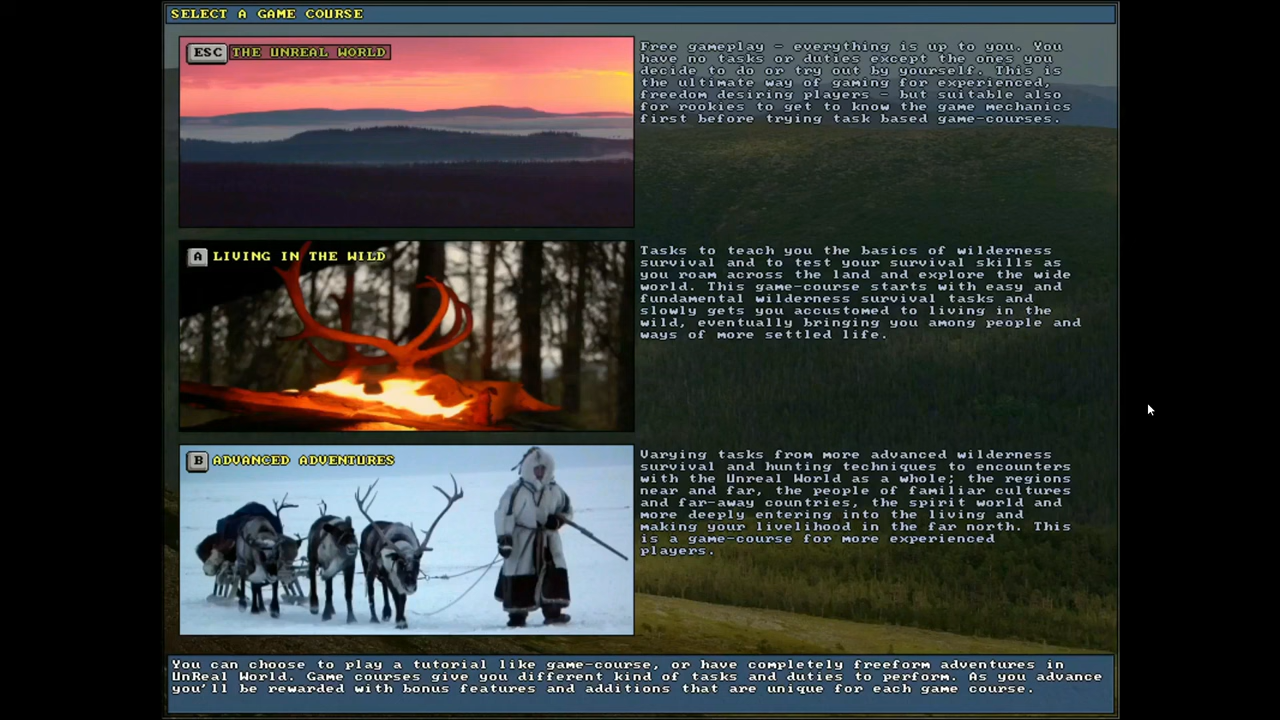 SELECT A GAME COURSE
ESC THE UNREAL WORLD
Free gameplay - everything is up to you. You
have no tasks or duties except the ones you
decide to do or try out by yourself. This is
the ultimate way of gaming for experienced,
freedom desiring players - but suitable also
for rookies to get to know the game mechanics
first before trying task based game-courses.
A LIVING IN THE WILD
Tasks to teach you the basics of wilderness
survival and to test your survival skills as
you roam across the land and explore the wide
world. This game-course starts with easy and
fundamental wilderness survival tasks and
slowly gets you accustomed to living in the
wild, eventually bringing you among people and
ways of more settled life.
B ADVANCED ADVENTURES
Varying tasks from more advanced wilderness
survival and hunting techniques to encounters
with the Unreal World as a whole; the regions
near and far, the people of familiar cultures
and far-away countries, the spirit world and
more deeply entering into the living and
making your livelihood in the far north. This
is a game-course for more experienced
players.
You can choose to play a tutorial like game-course, or have completely freeform adventures in
UnReal World. Game courses give you different kind of tasks and duties to perform. As you advance
you'll be rewarded with bonus features and additions that are unique for each game course.